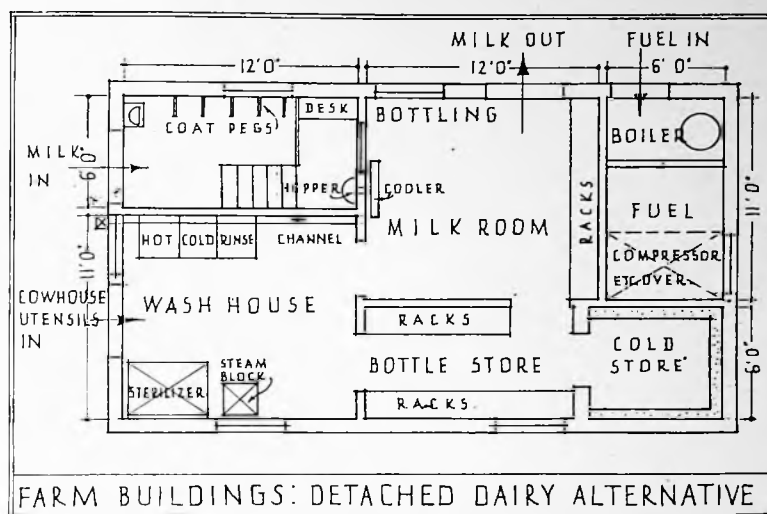 MILK OUT
FUEL IN
12'0"
12'0"
6'0"
COAT PEGS
DESK
BOTTLING
BOILER
MILK
IN
6'0"
HOPPER
COOLER
MILK ROOM
RACKS
FUEL
11'0"
COMPRESSOR
ETC. OVER
HOT
COLD
RINSE
CHANNEL
11'0"
COWHOUSE
UTENSILS
IN
WASH HOUSE
RACKS
BOTTLE STORE
COLD
STORE
6'0"
STEAM
BLOCK
STERILIZER
RACKS
FARM BUILDINGS: DETACHED DAIRY ALTERNATIVE